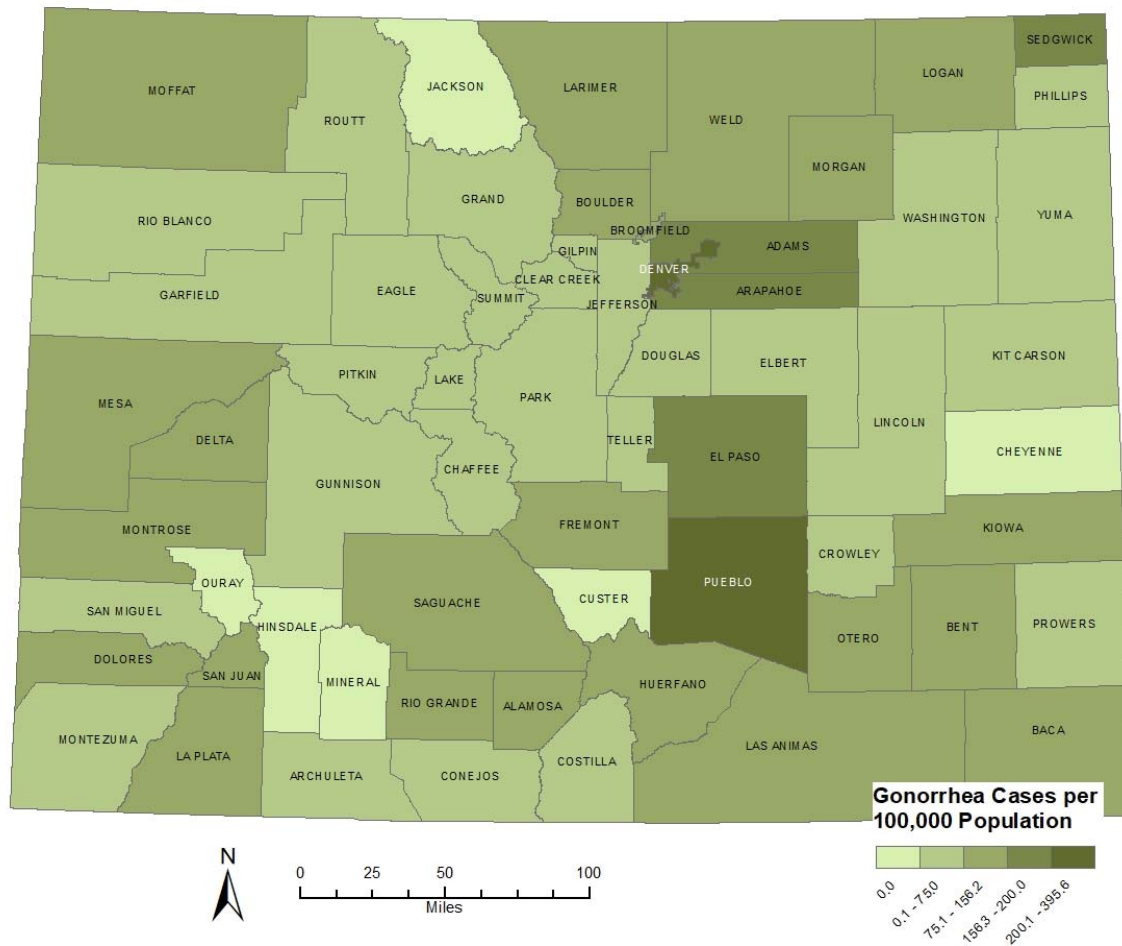 SEDGWICK
LOGAN
MOFFAT
JACKSON
LARIMER
PHILLIPS
ROUTT
WELD
MORGAN
GRAND
BOULDER
RIO BLANCO
WASHINGTON
YUMA
BROOMFIELD
ADAMS
GILPIN
DENVER
CLEAR CREEK
EAGLE
ARAPAHOE
GARFIELD
SUMMIT
JEFFERSON
DOUGLAS
ELBERT
KIT CARSON
PITKIN
LAKE
PARK
MESA
LINCOLN
DELTA
TELLER
EL PASO
CHEYENNE
CHAFFEE
GUNNISON
FREMONT
MONTROSE
KIOWA
CROWLEY
OURAY
PUEBLO
CUSTER
SAGUACHE
SAN MIGUEL
HINSDALE
PROWERS
BENT
OTERO
DOLORES
SAN JUAN
MINERAL
HUERFANO
RIO GRANDE
ALAMOSA
BACA
MONTEZUMA
LAS ANIMAS
LA PLATA
COSTILLA
ARCHULETA
CONEJOS
Gonorrhea Cases per
100,000 Population
0.0
0.1 - 75.0
75.1 - 156.2
156.3 - 200.0
200.1 - 395.6
N
0 25 50 100
Miles